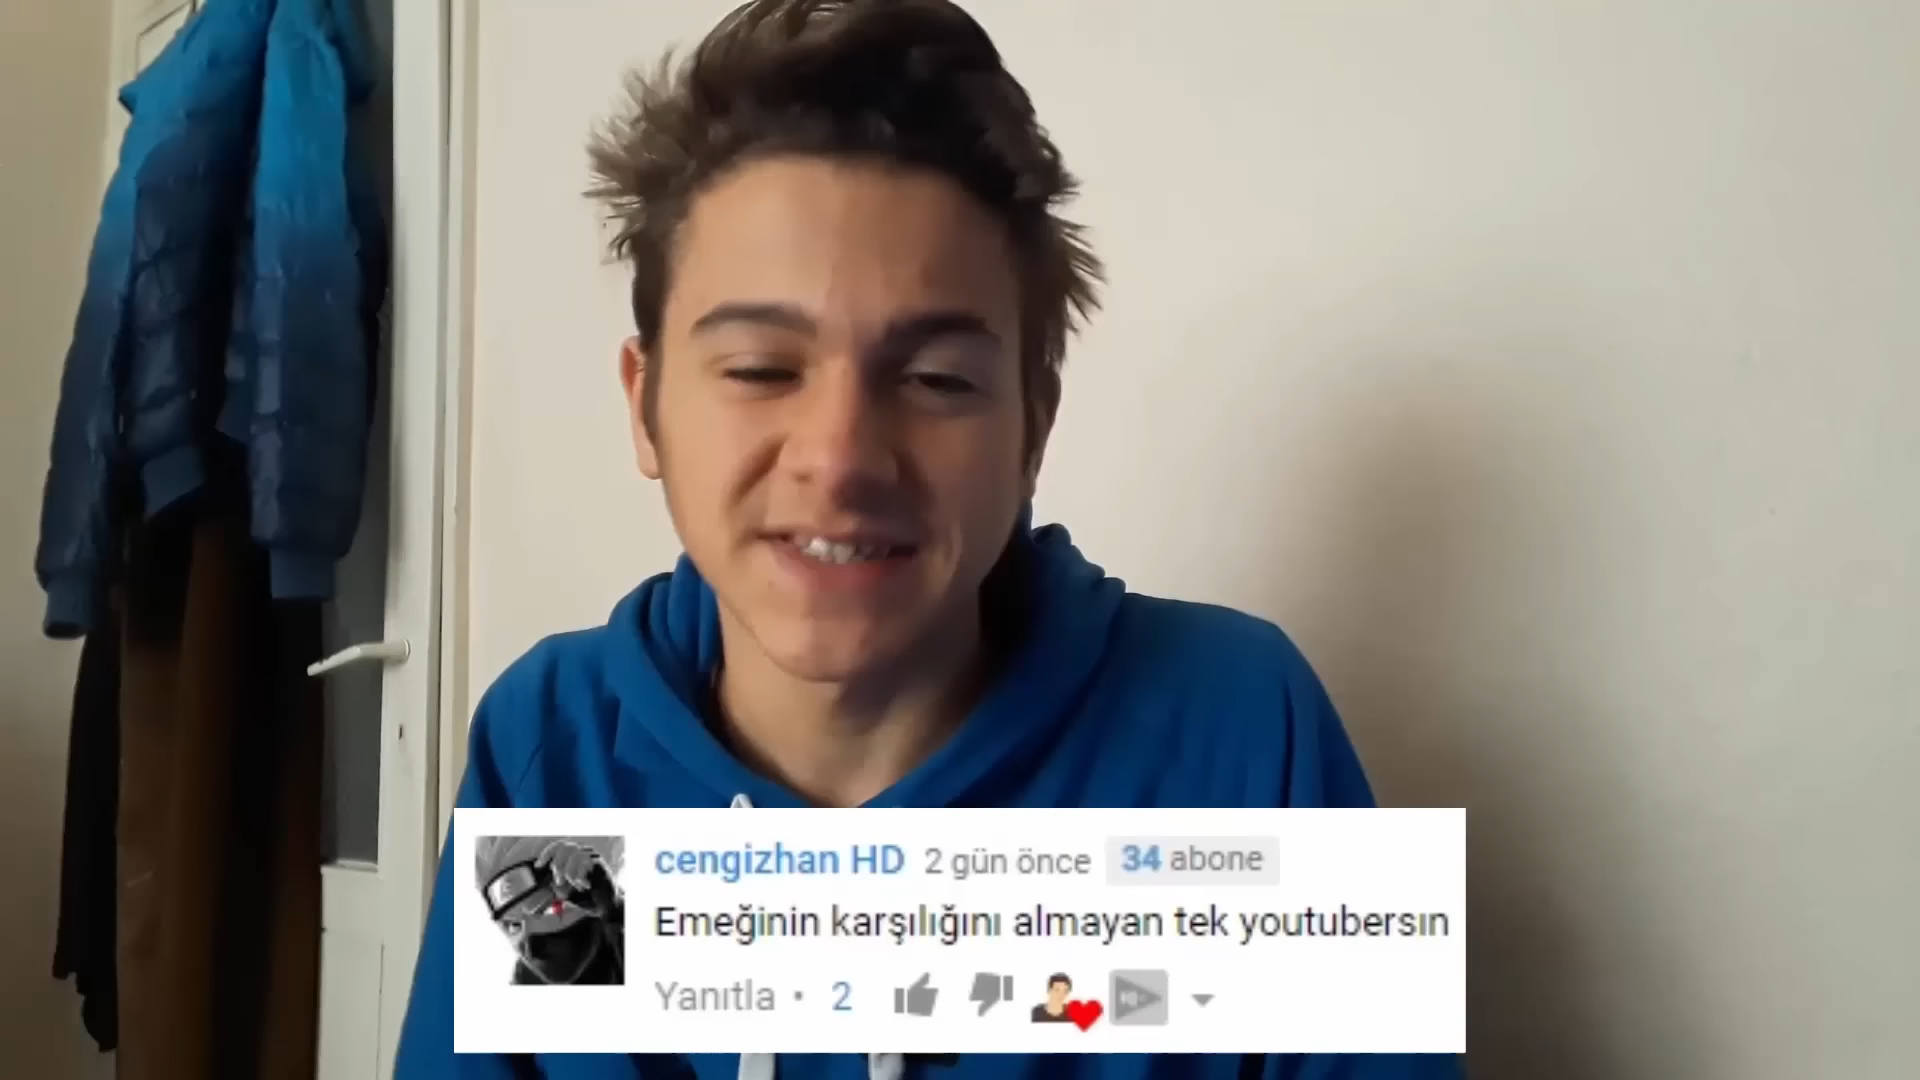 cengizhan HD 2 gün önce 34 abone
Emeğinin karşılığını almayan tek youtubersın
Yanıtla • 2